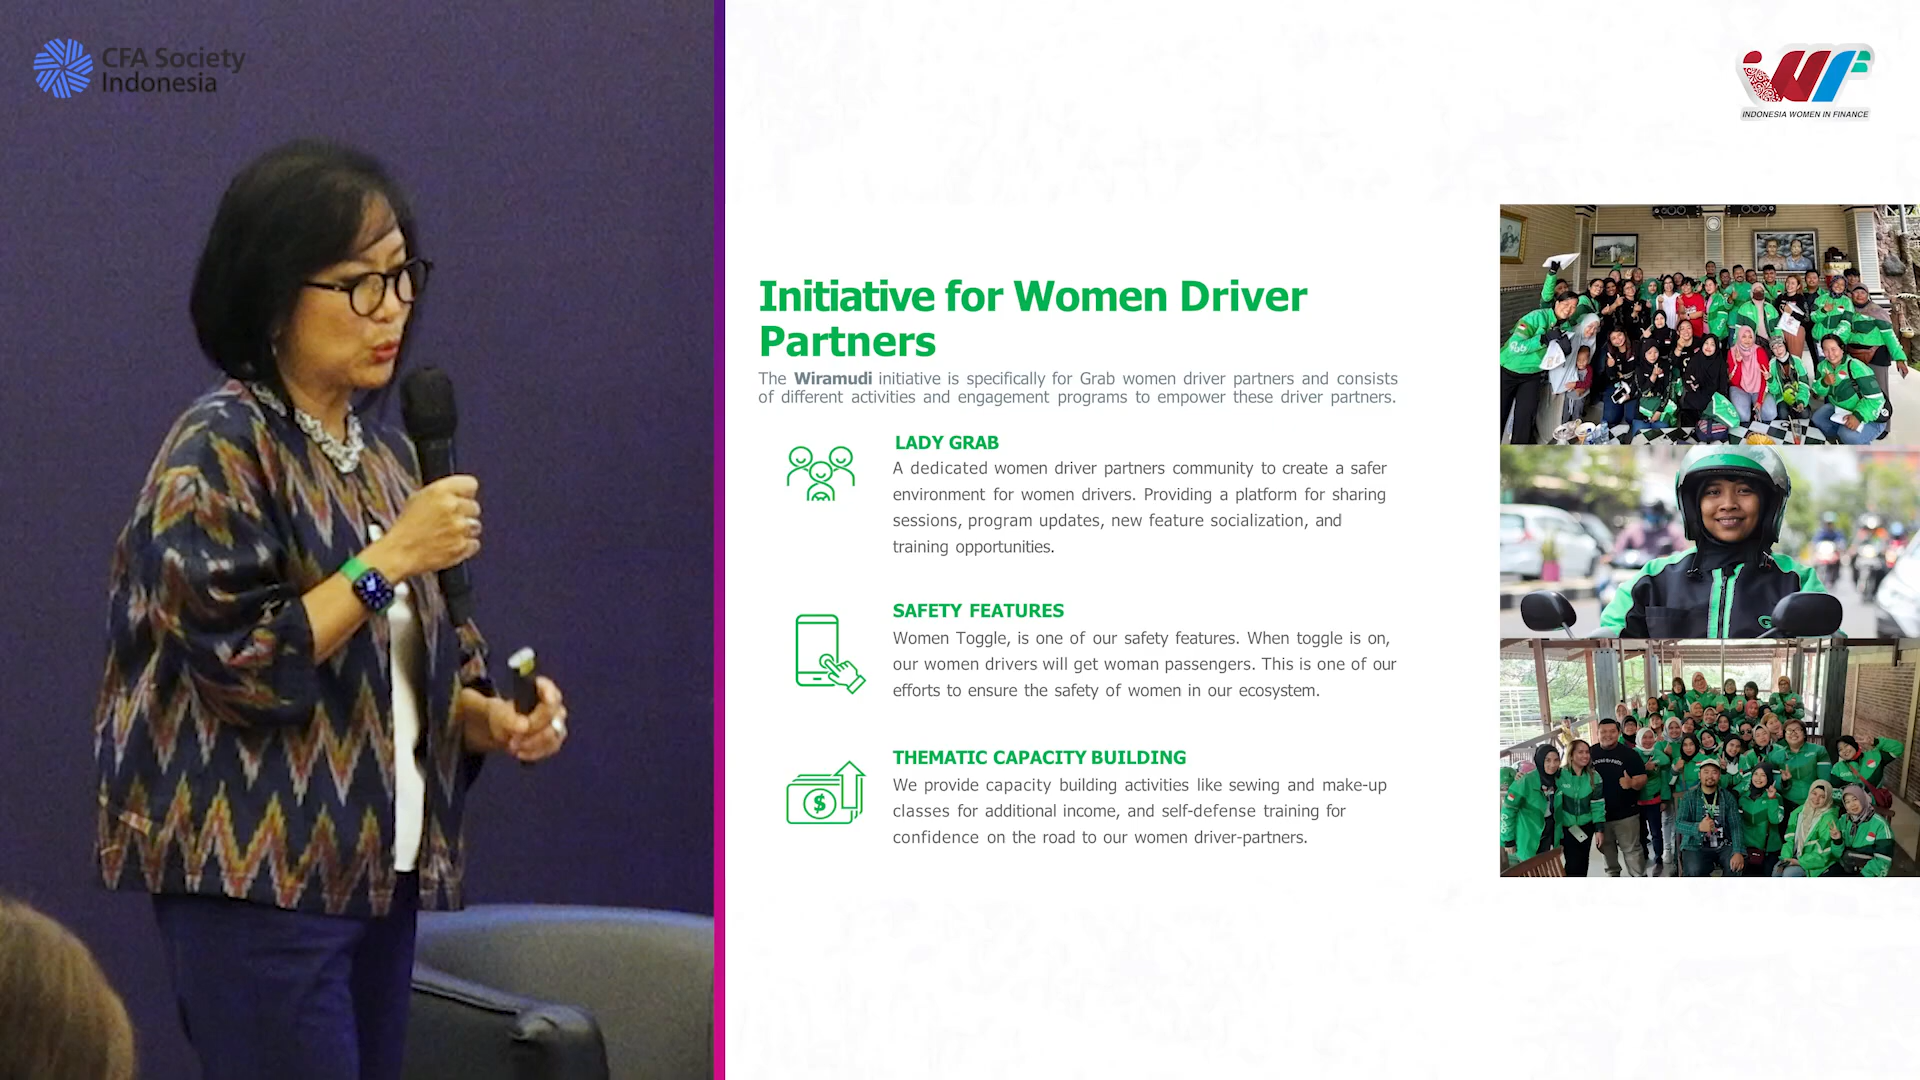 CFA Society
Indonesia
iWF
INDONESIA WOMEN IN FINANCE
Initiative for Women Driver
Partners
The Wiramudi initiative is specifically for Grab women driver partners and consists
of different activities and engagement programs to empower these driver partners.
LADY GRAB
A dedicated women driver partners community to create a safer
environment for women drivers. Providing a platform for sharing
sessions, program updates, new feature socialization, and
training opportunities.
SAFETY FEATURES
Women Toggle, is one of our safety features. When toggle is on,
our women drivers will get woman passengers. This is one of our
efforts to ensure the safety of women in our ecosystem.
$
THEMATIC CAPACITY BUILDING
We provide capacity building activities like sewing and make-up
classes for additional income, and self-defense training for
confidence on the road to our women driver-partners.